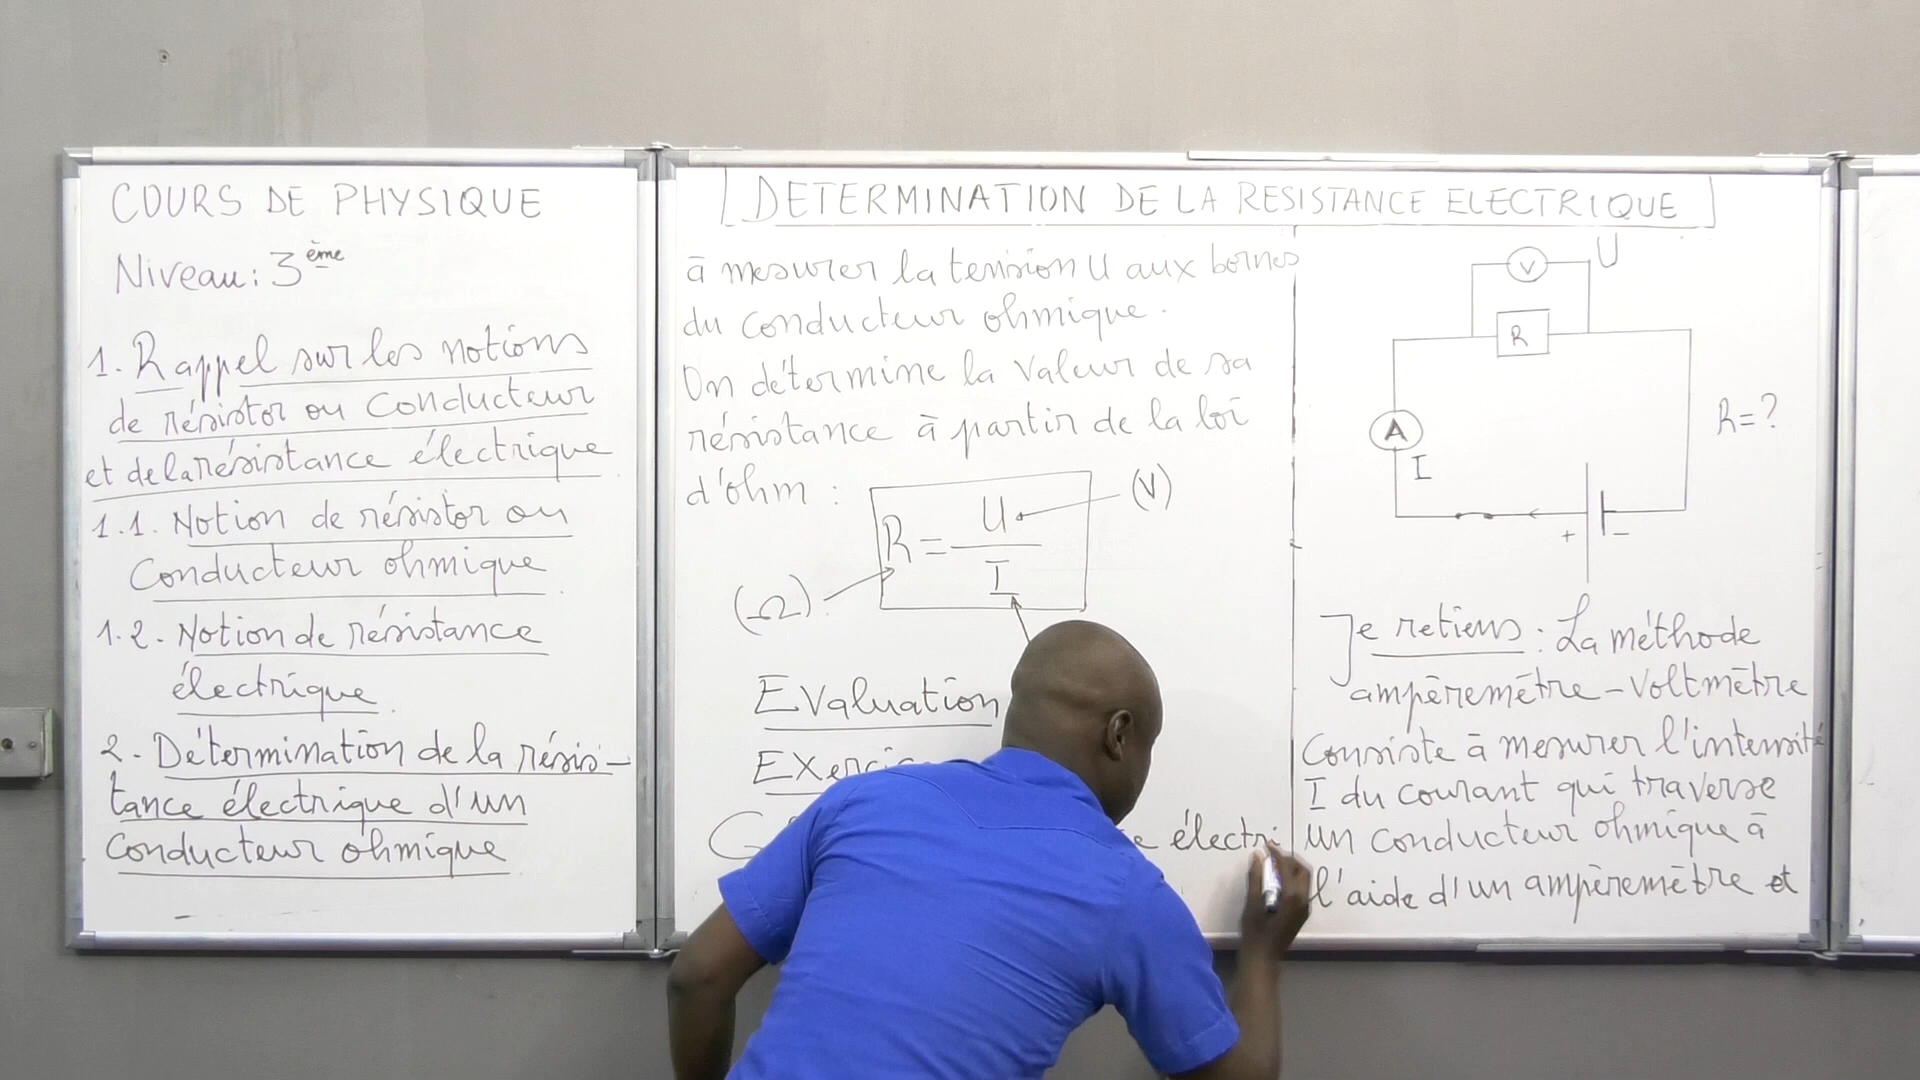 COURS DE PHYSIQUE
Niveau: 3ème
1. Rappel sur les notions
de résistor ou Conducteur
et de la résistance électrique
1.1. Notion de résistor ou
Conducteur ohmique
1.2. Notion de résistance
électrique
2. Détermination de la résis-
tance électrique d'un
Conducteur ohmique
DETERMINATION DE LA RESISTANCE ELECTRIQUE
à mesurer la tension U aux bornes
du conducteur ohmique.
On détermine la valeur de sa
résistance à partir de la loi
d'ohm :
R = U / I
(V)
(Ω)
Evaluation
électri
V
U
R
A
I
R=?
+ -
Je retiens : La méthode
ampèremètre-voltmètre
Consiste à mesurer l'intensité
I du courant qui traverse
un conducteur ohmique à
l'aide d'un ampèremètre et